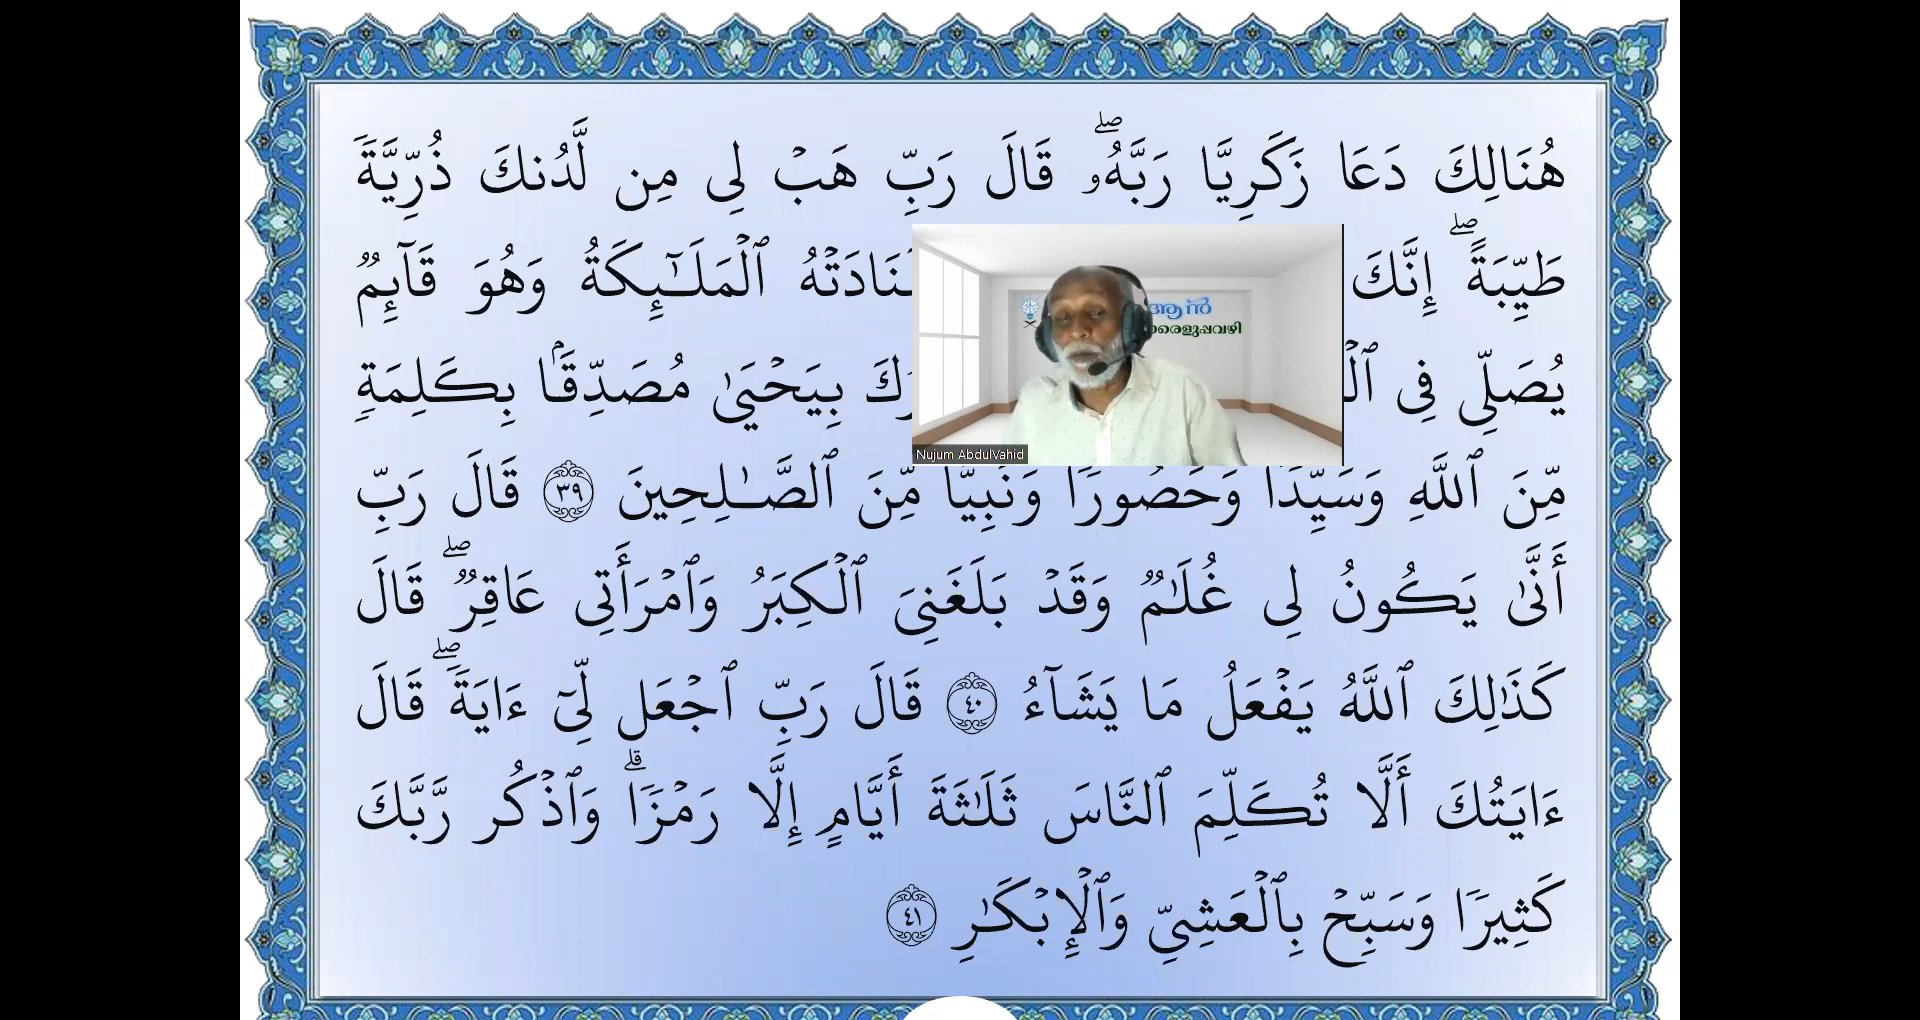 هُنَالِكَ دَعَا زَكَرِيَّا رَبَّهُۥۖ قَالَ رَبِّ هَبۡ لِى مِن لَّدُنكَ ذُرِّيَّةٗ
طَيِّبَةًۖ إِنَّكَ
نَادَتۡهُ ٱلۡمَلَـٰٓئِكَةُ وَهُوَ قَآئِمٞ
يُصَلِّى فِى
بِيَحۡيَىٰ مُصَدِّقَۢا بِكَلِمَةٖ
مِّنَ ٱللَّهِ وَسَيِّدٗا وَحَصُورٗا وَنَبِيّٗا مِّنَ ٱلصَّـٰلِحِينَ ٣٩ قَالَ رَبِّ
أَنَّىٰ يَكُونُ لِى غُلَـٰمٞ وَقَدۡ بَلَغَنِىَ ٱلۡكِبَرُ وَٱمۡرَأَتِى عَاقِرٞۖ قَالَ
كَذَٰلِكَ ٱللَّهُ يَفۡعَلُ مَا يَشَآءُ ٤٠ قَالَ رَبِّ ٱجۡعَل لِّىٓ ءَايَةٗۖ قَالَ
ءَايَتُكَ أَلَّا تُكَلِّمَ ٱلنَّاسَ ثَلَـٰثَةَ أَيَّامٍ إِلَّا رَمۡزٗاۗ وَٱذۡكُر رَّبَّكَ
كَثِيرٗا وَسَبِّحۡ بِٱلۡعَشِىِّ وَٱلۡإِبۡكَـٰرِ ٤١
Nujum AbdulVahid